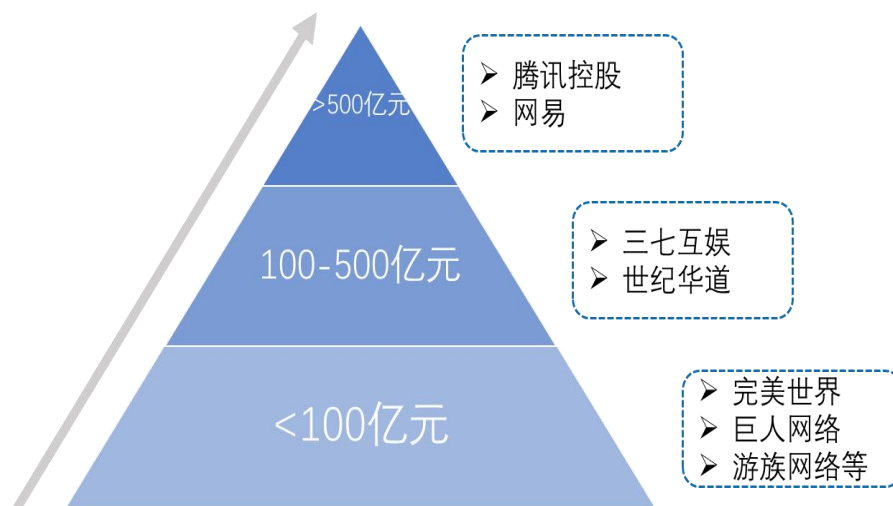 >500亿元
➢ 腾讯控股
➢ 网易
100-500亿元
➢ 三七互娱
➢ 世纪华道
<100亿元
➢ 完美世界
➢ 巨人网络
➢ 游族网络等